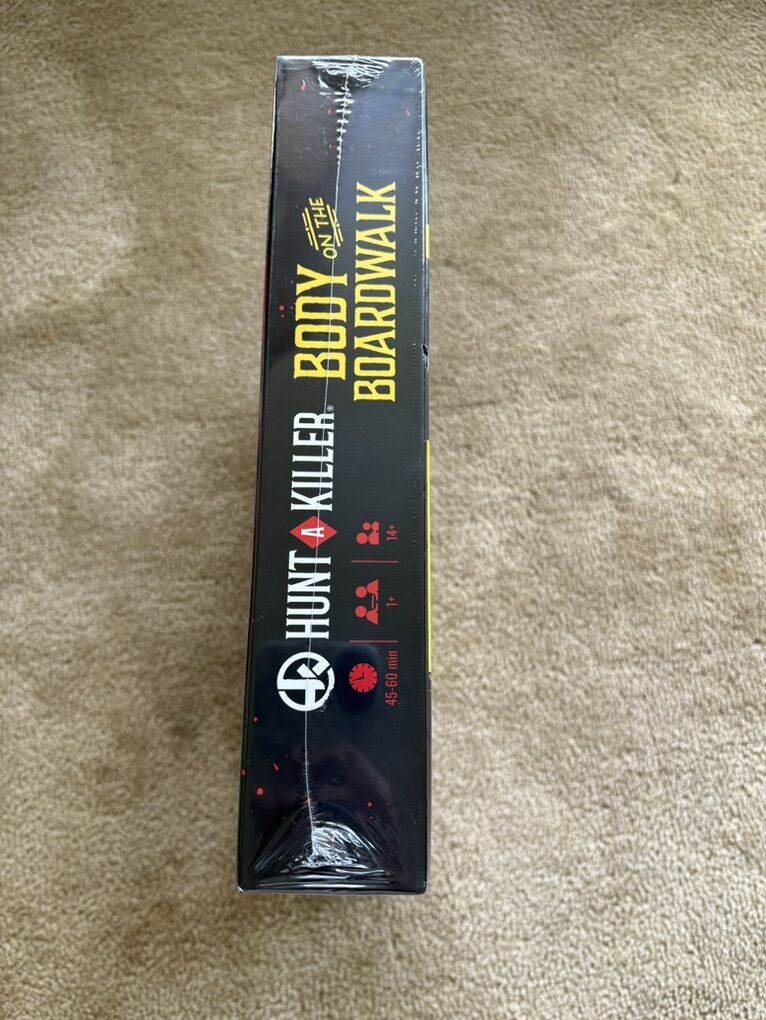 HUNT A KILLER®
BODY
ON THE
BOARDWALK
45-60 min
1+
14+